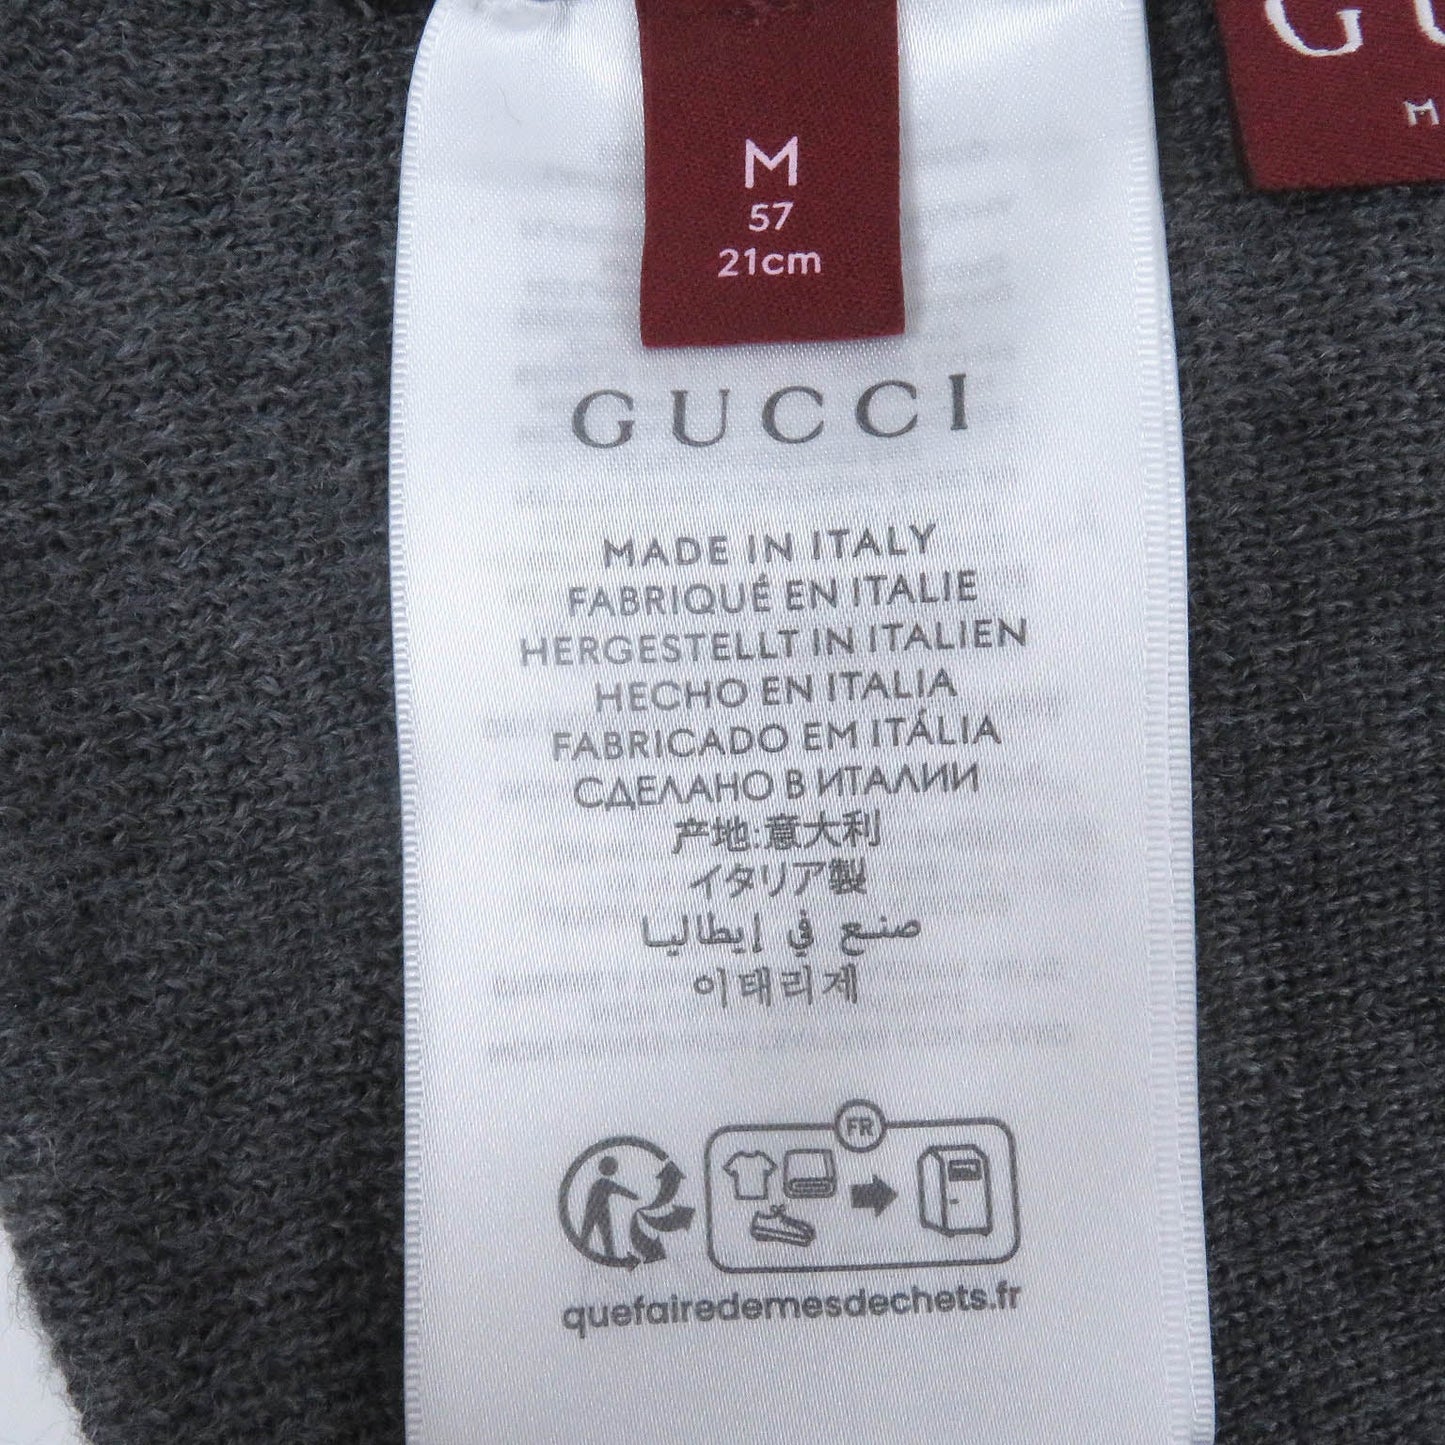 M
57
21cm
GU
M
GUCCI
MADE IN ITALY
FABRIQUÉ EN ITALIE
HERGESTELLT IN ITALIEN
HECHO EN ITALIA
FABRICADO EM ITÁLIA
СДЕЛАНО В ИТАЛИИ
产地:意大利
イタリア製
صنع في إيطاليا
이태리제
FR
quefairedemesdechets.fr